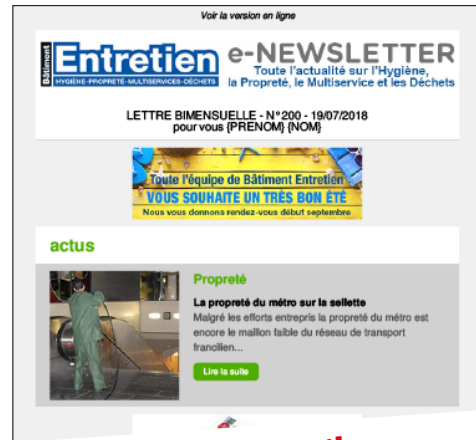 Voir la version en ligne
Bâtiment
Entretien
HYGIÈNE-PROPRETÉ-MULTISERVICES-DÉCHETS
e-NEWSLETTER
Toute l'actualité sur l'Hygiène,
la Propreté, le Multiservice et les Déchets
LETTRE BIMENSUELLE - N°200 - 19/07/2018
pour vous {PRENOM} {NOM}
Toute l'équipe de Bâtiment Entretien
VOUS SOUHAITE UN TRÈS BON ÉTÉ
Nous vous donnons rendez-vous début septembre
actus
Propreté
La propreté du métro sur la sellette
Malgré les efforts entrepris la propreté du métro est
encore le maillon faible du réseau de transport
francilien...
Lire la suite